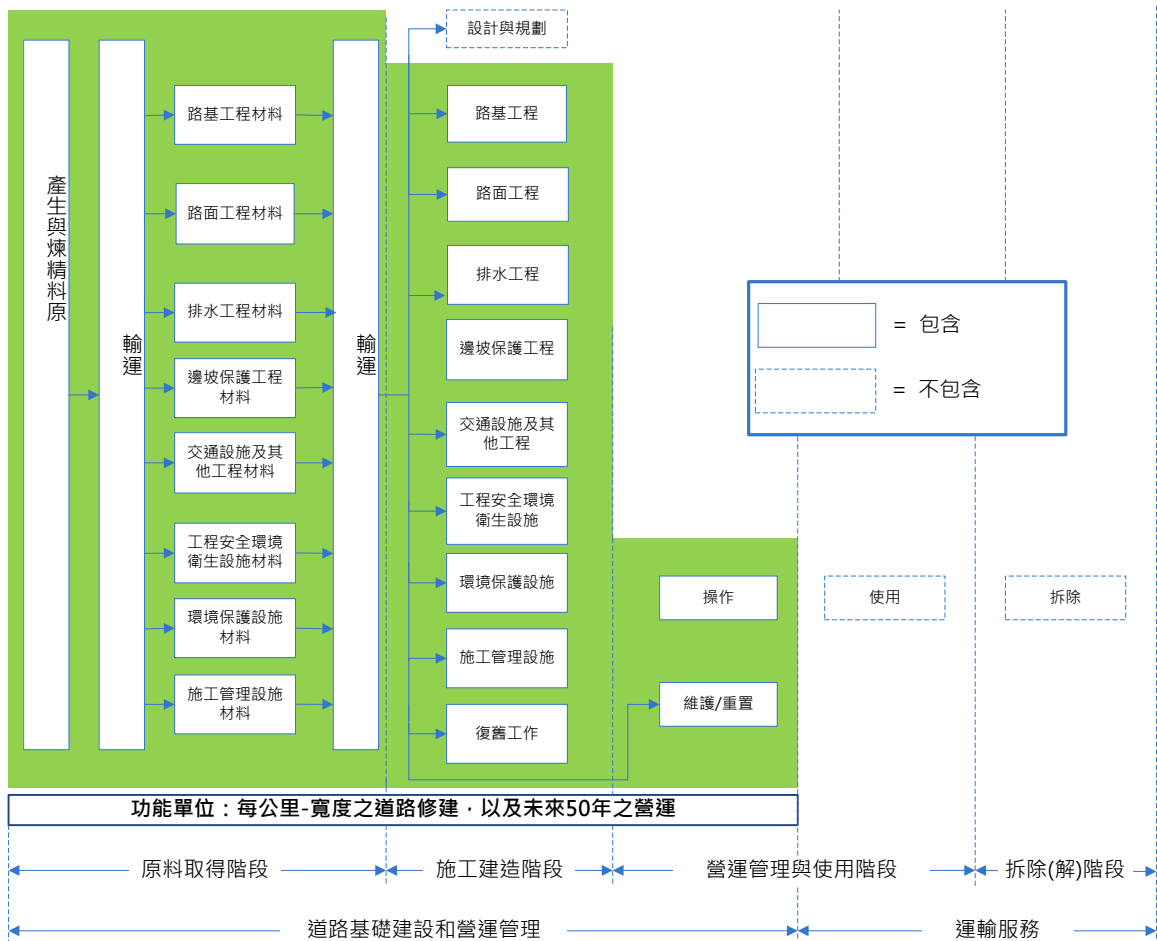 設計與規劃
產生與煉精料原
輸運
路基工程材料
路面工程材料
排水工程材料
邊坡保護工程
材料
交通設施及其
他工程材料
工程安全環境
衛生設施材料
環境保護設施
材料
施工管理設施
材料
輸運
路基工程
路面工程
排水工程
邊坡保護工程
交通設施及其
他工程
工程安全環境
衛生設施
環境保護設施
施工管理設施
復舊工作
操作
維護/重置
使用
拆除
= 包含
= 不包含
功能單位：每公里-寬度之道路修建，以及未來50年之營運
原料取得階段
施工建造階段
營運管理與使用階段
拆除(解)階段
道路基礎建設和營運管理
運輸服務